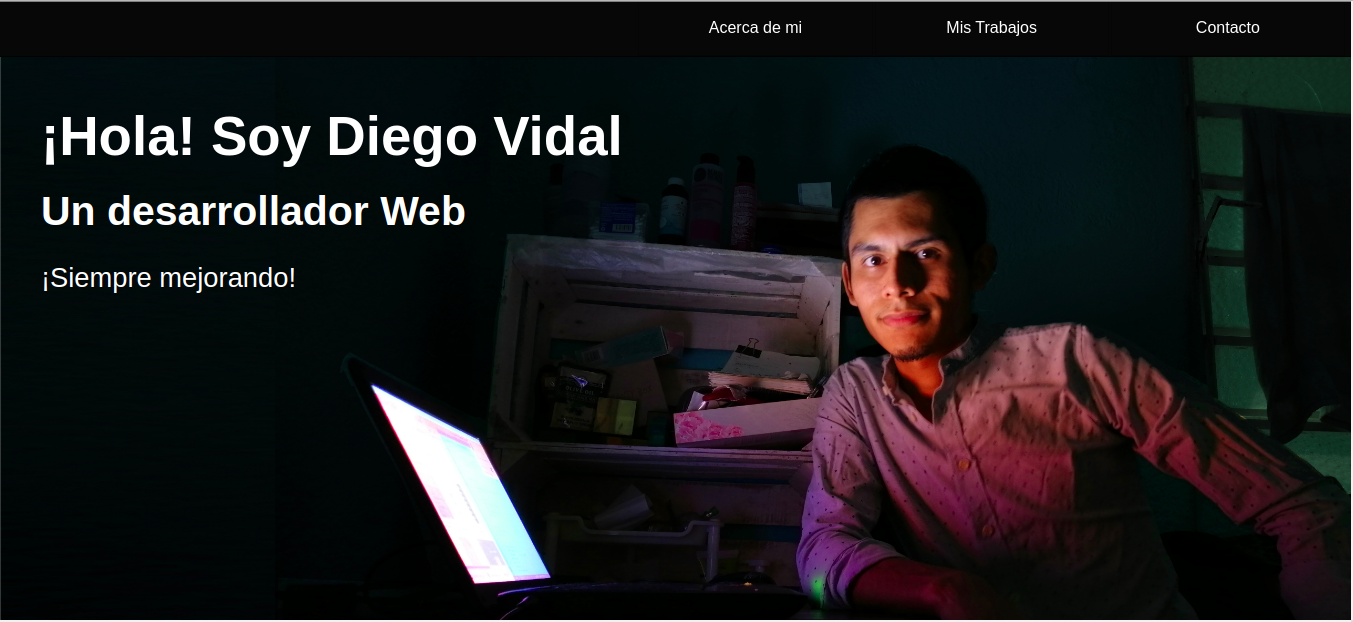 Acerca de mi
Mis Trabajos
Contacto
¡Hola! Soy Diego Vidal
Un desarrollador Web
¡Siempre mejorando!